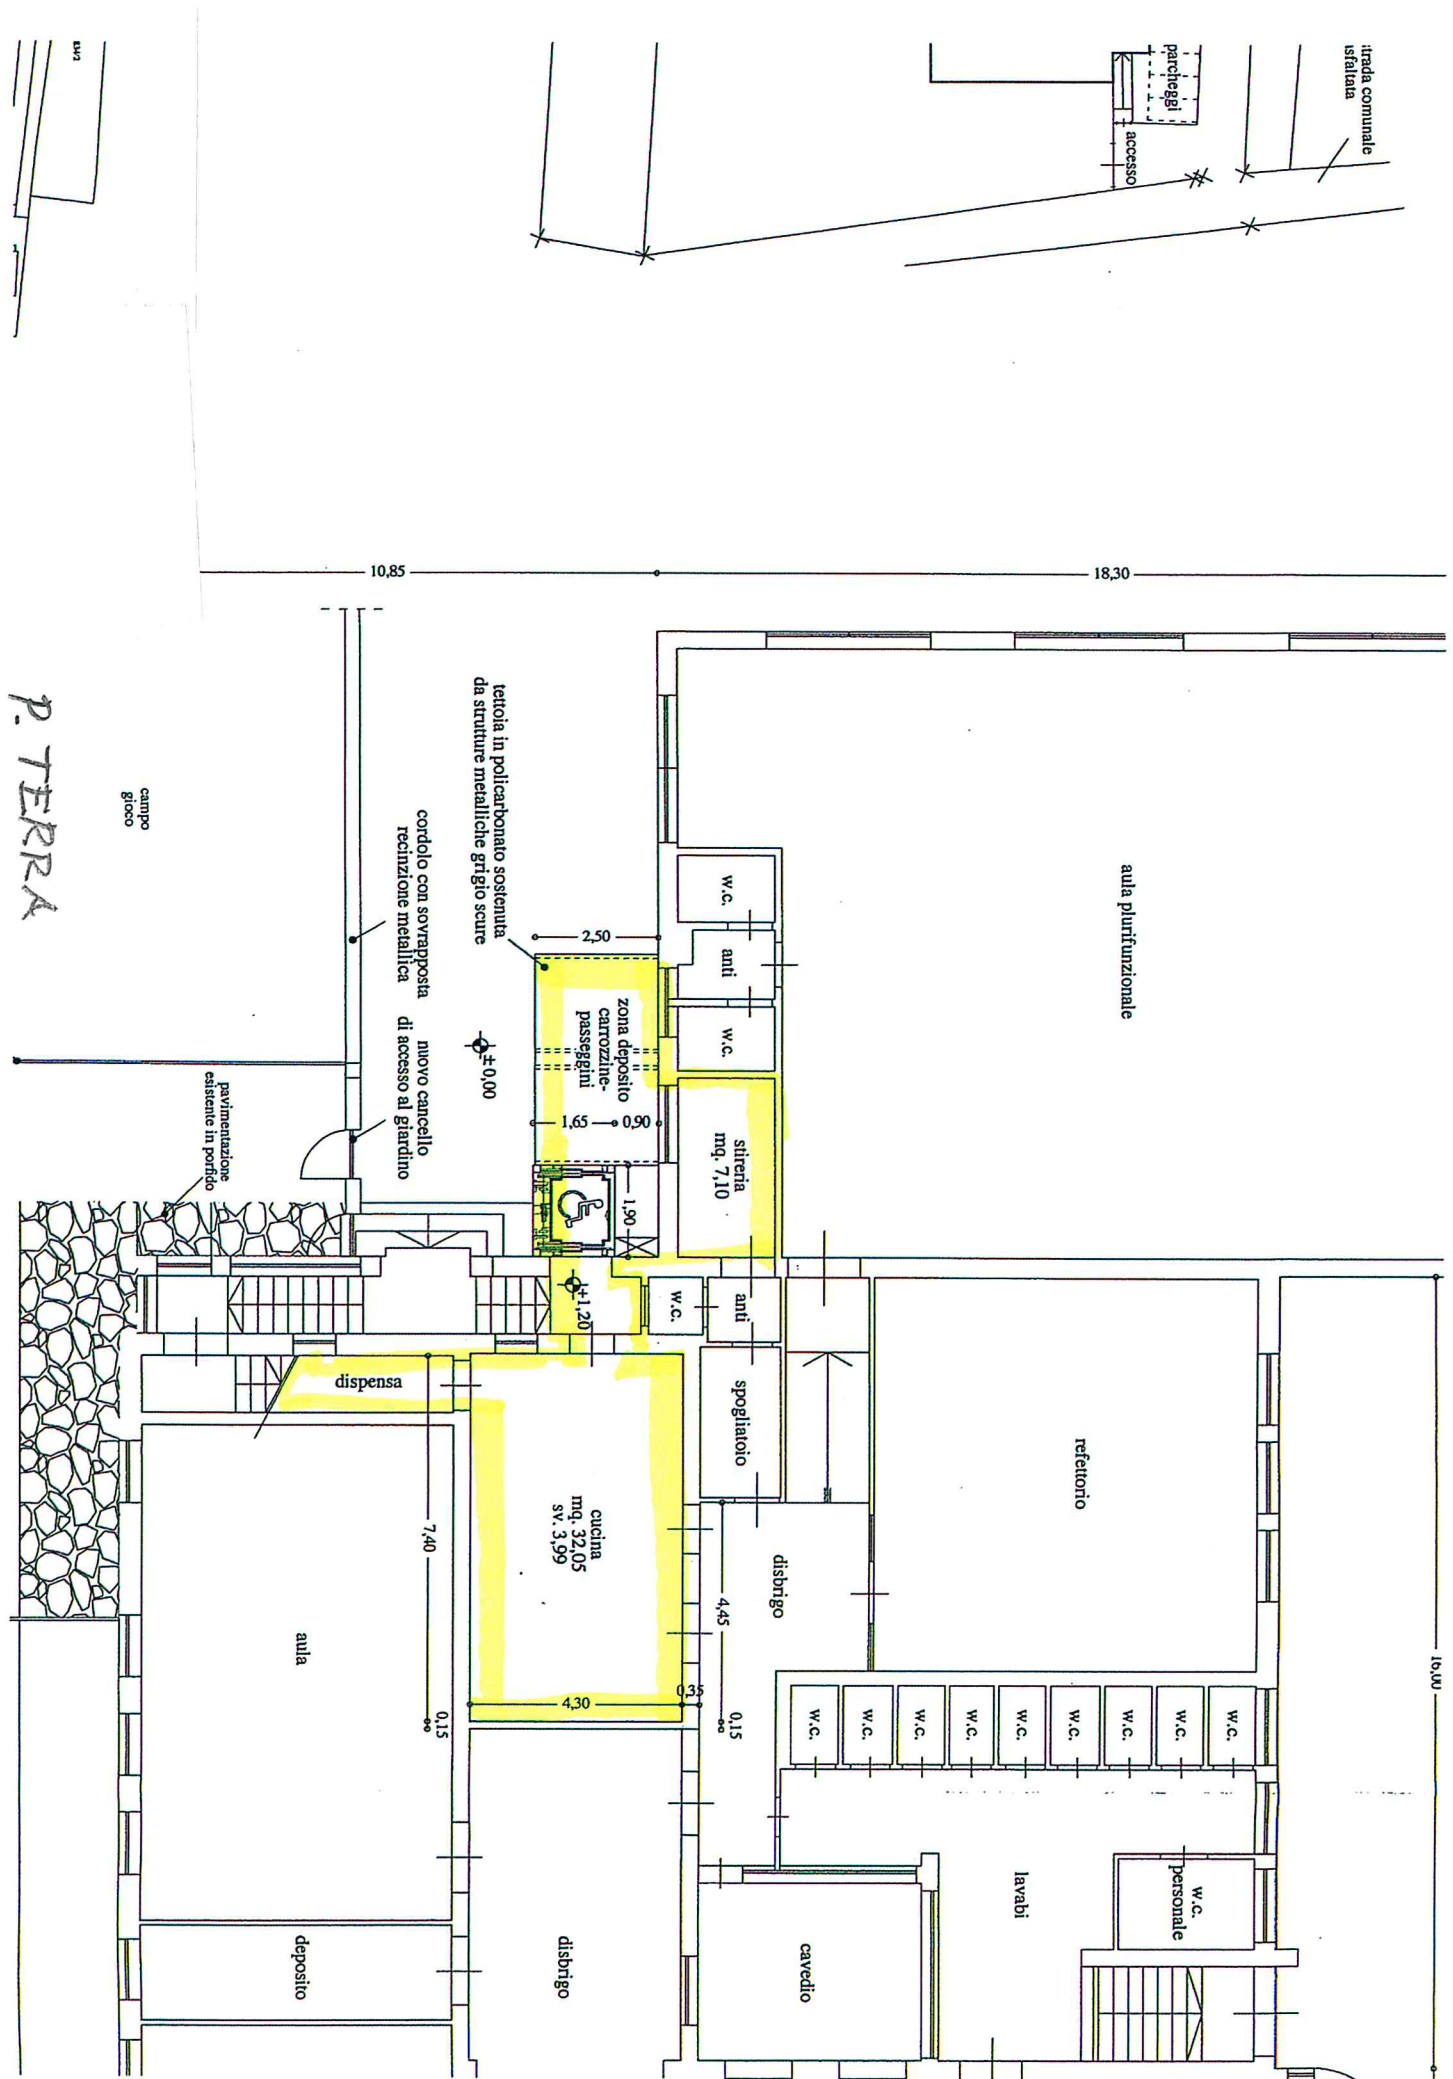 strada comunale
asfaltata
parcheggi
accesso
834/2
10,85
18,30
16,00
aula plurifunzionale
w.c.
anti
w.c.
stireria
mq. 7,10
tettoia in policarbonato sostenuta
da strutture metalliche grigio scure
2,50
zona deposito
carrozzine-
passeggini
1,65
0,90
1,90
±0,00
cordolo con sovrapposta
recinzione metallica
nuovo cancello
di accesso al giardino
campo
gioco
P. TERRA
pavimentazione
esistente in porfido
+1,20
w.c.
anti
spogliatoio
refettorio
dispensa
cucina
mq. 32,05
sv. 3,99
disbrigo
7,40
4,45
0,15
4,30
0,35
0,15
aula
w.c.
w.c.
w.c.
w.c.
w.c.
w.c.
w.c.
w.c.
w.c.
w.c.
personale
lavabi
cavedio
disbrigo
deposito